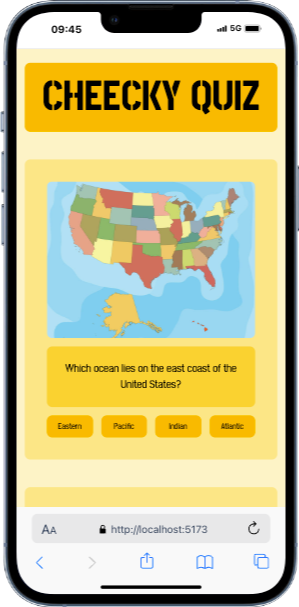 09:45
5G
CHEECKY QUIZ
Which ocean lies on the east coast of the
United States?
Eastern
Pacific
Indian
Atlantic
AA
http://localhost:5173